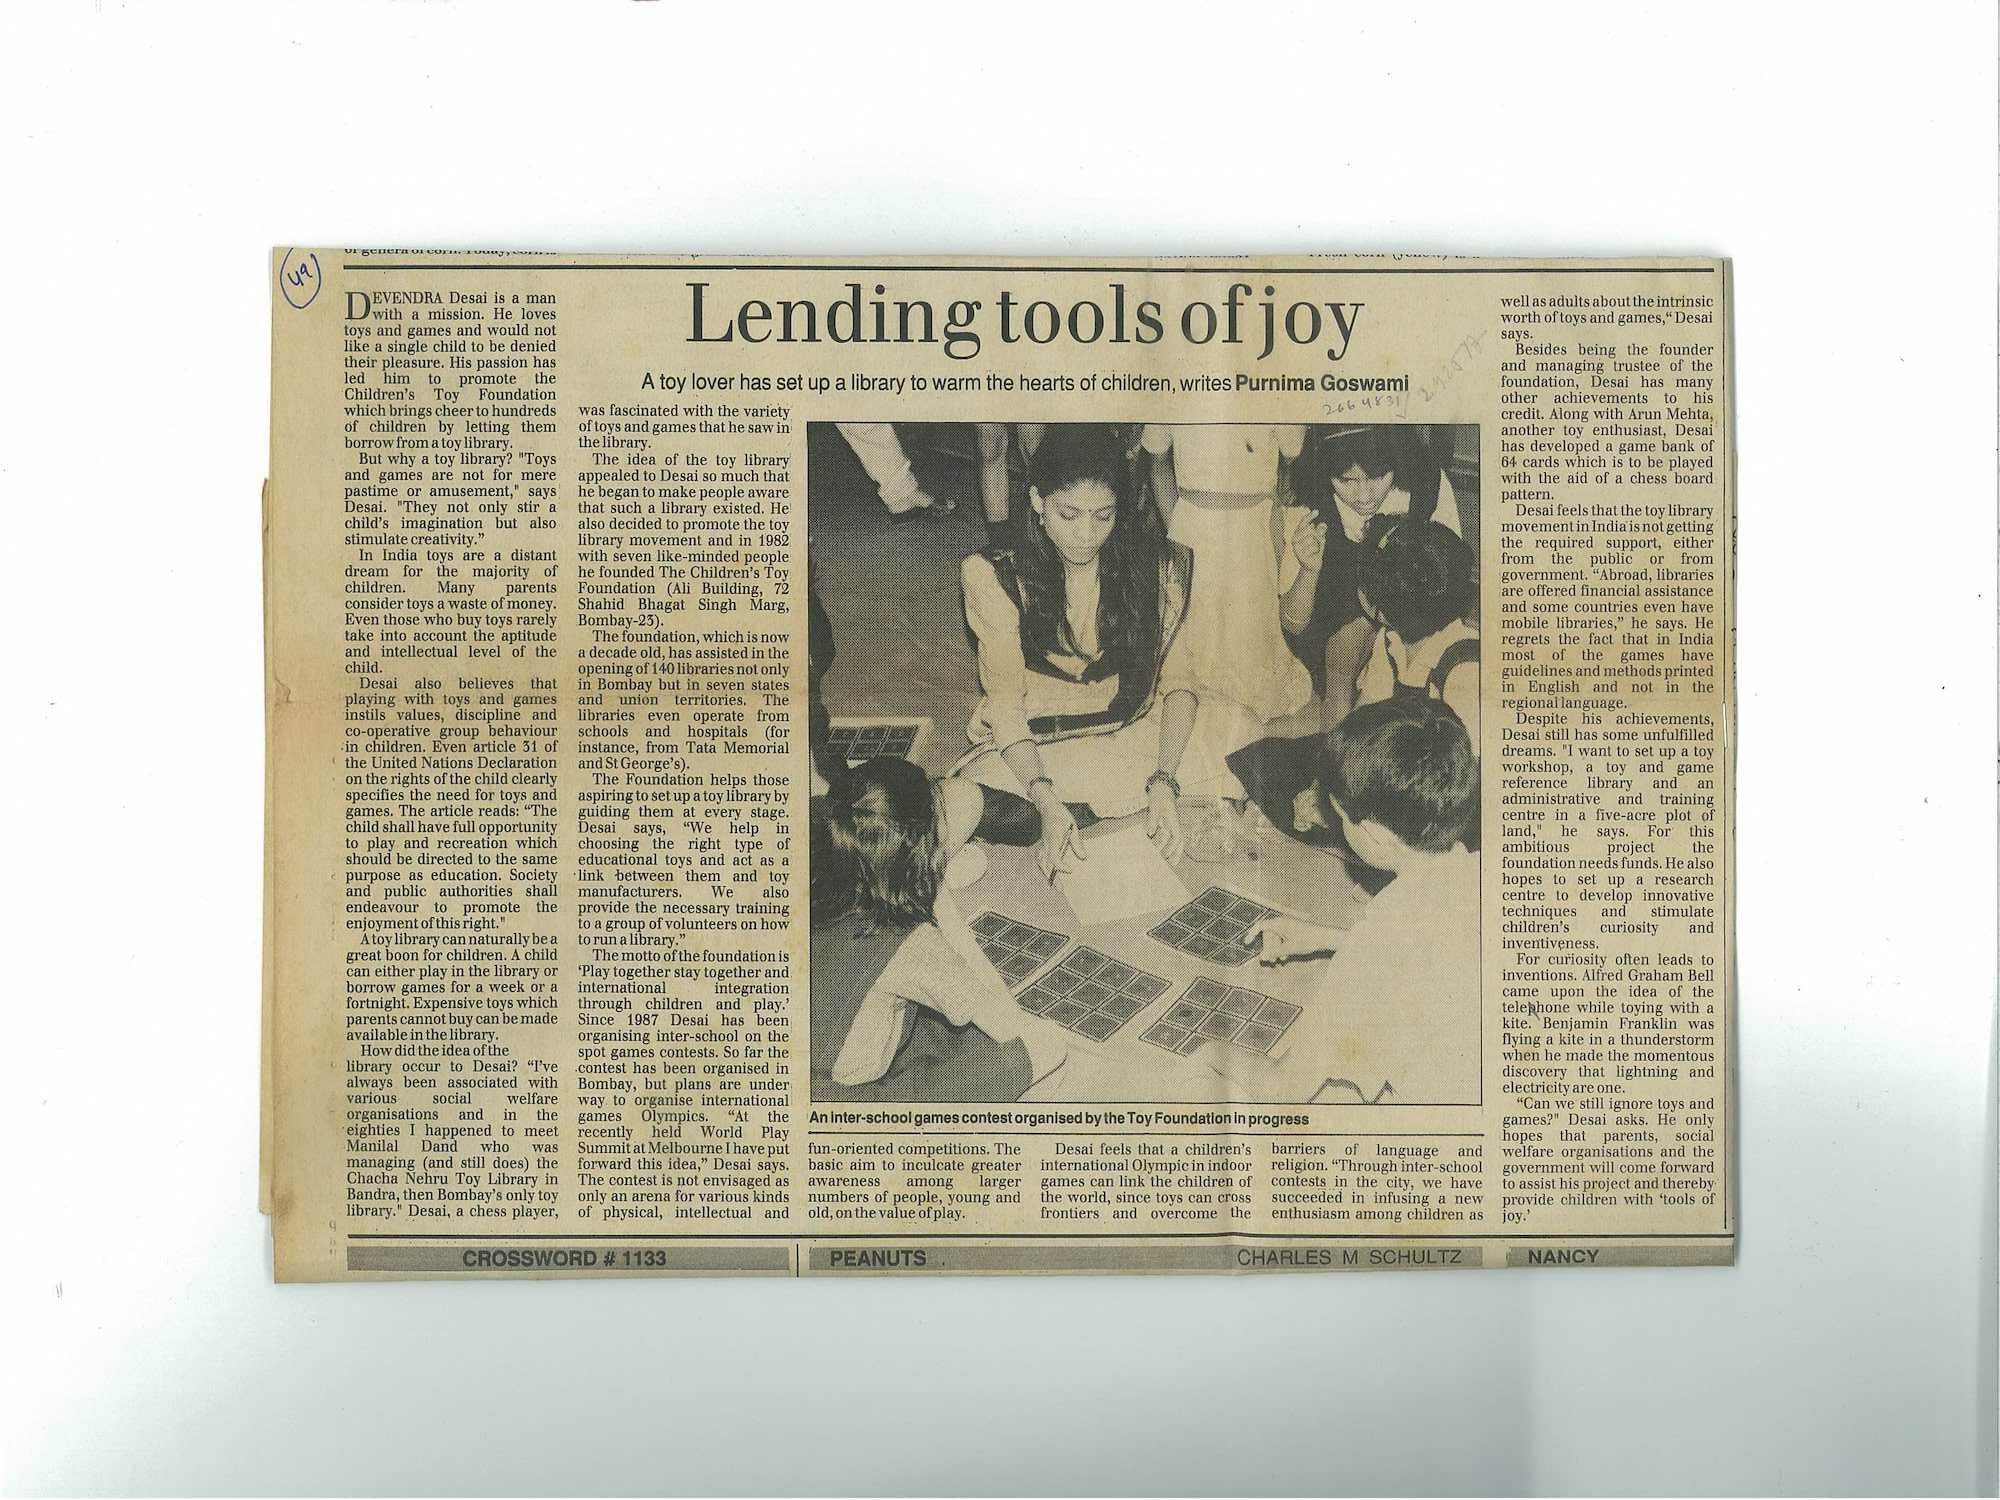 49
Lending tools of joy
A toy lover has set up a library to warm the hearts of children, writes Purnima Goswami
2664831
DEVENDRA Desai is a man
with a mission. He loves
toys and games and would not
like a single child to be denied
their pleasure. His passion has
led him to promote the
Children's Toy Foundation
which brings cheer to hundreds
of children by letting them
borrow from a toy library.
But why a toy library? "Toys
and games are not for mere
pastime or amusement," says
Desai. "They not only stir a
child's imagination but also
stimulate creativity."
In India toys are a distant
dream for the majority of
children. Many parents
consider toys a waste of money.
Even those who buy toys rarely
take into account the aptitude
and intellectual level of the
child.
Desai also believes that
playing with toys and games
instils values, discipline and
co-operative group behaviour
in children. Even article 31 of
the United Nations Declaration
on the rights of the child clearly
specifies the need for toys and
games. The article reads: "The
child shall have full opportunity
to play and recreation which
should be directed to the same
purpose as education. Society
and public authorities shall
endeavour to promote the
enjoyment of this right."
A toy library can naturally be a
great boon for children. A child
can either play in the library or
borrow games for a week or a
fortnight. Expensive toys which
parents cannot buy can be made
available in the library.
How did the idea of the
library occur to Desai? "I've
always been associated with
various social welfare
organisations and in the
eighties I happened to meet
Manilal Dand who was
managing (and still does) the
Chacha Nehru Toy Library in
Bandra, then Bombay's only toy
library." Desai, a chess player,
was fascinated with the variety
of toys and games that he saw in
the library.
The idea of the toy library
appealed to Desai so much that
he began to make people aware
that such a library existed. He
also decided to promote the toy
library movement and in 1982
with seven like-minded people
he founded The Children's Toy
Foundation (Ali Building, 72
Shahid Bhagat Singh Marg,
Bombay-23).
The foundation, which is now
a decade old, has assisted in the
opening of 140 libraries not only
in Bombay but in seven states
and union territories. The
libraries even operate from
schools and hospitals (for
instance, from Tata Memorial
and St George's).
The Foundation helps those
aspiring to set up a toy library by
guiding them at every stage.
Desai says, "We help in
choosing the right type of
educational toys and act as a
link between them and toy
manufacturers. We also
provide the necessary training
to a group of volunteers on how
to run a library."
The motto of the foundation is
'Play together stay together and
international integration
through children and play.'
Since 1987 Desai has been
organising inter-school on the
spot games contests. So far the
contest has been organised in
Bombay, but plans are under
way to organise international
games Olympics. "At the
recently held World Play
Summit at Melbourne I have put
forward this idea," Desai says.
The contest is not envisaged as
only an arena for various kinds
of physical, intellectual and
An inter-school games contest organised by the Toy Foundation in progress
fun-oriented competitions. The
basic aim to inculcate greater
awareness among larger
numbers of people, young and
old, on the value of play.
Desai feels that a children's
international Olympic in indoor
games can link the children of
the world, since toys can cross
frontiers and overcome the
barriers of language and
religion. "Through inter-school
contests in the city, we have
succeeded in infusing a new
enthusiasm among children as
well as adults about the intrinsic
worth of toys and games," Desai
says.
Besides being the founder
and managing trustee of the
foundation, Desai has many
other achievements to his
credit. Along with Arun Mehta,
another toy enthusiast, Desai
has developed a game bank of
64 cards which is to be played
with the aid of a chess board
pattern.
Desai feels that the toy library
movement in India is not getting
the required support, either
from the public or from
government. "Abroad, libraries
are offered financial assistance
and some countries even have
mobile libraries," he says. He
regrets the fact that in India
most of the games have
guidelines and methods printed
in English and not in the
regional language.
Despite his achievements,
Desai still has some unfulfilled
dreams. "I want to set up a toy
workshop, a toy and game
reference library and an
administrative and training
centre in a five-acre plot of
land," he says. For this
ambitious project the
foundation needs funds. He also
hopes to set up a research
centre to develop innovative
techniques and stimulate
children's curiosity and
inventiveness.
For curiosity often leads to
inventions. Alfred Graham Bell
came upon the idea of the
telephone while toying with a
kite. Benjamin Franklin was
flying a kite in a thunderstorm
when he made the momentous
discovery that lightning and
electricity are one.
"Can we still ignore toys and
games?" Desai asks. He only
hopes that parents, social
welfare organisations and the
government will come forward
to assist his project and thereby
provide children with 'tools of
joy.'
CROSSWORD # 1133
PEANUTS
CHARLES M SCHULTZ
NANCY